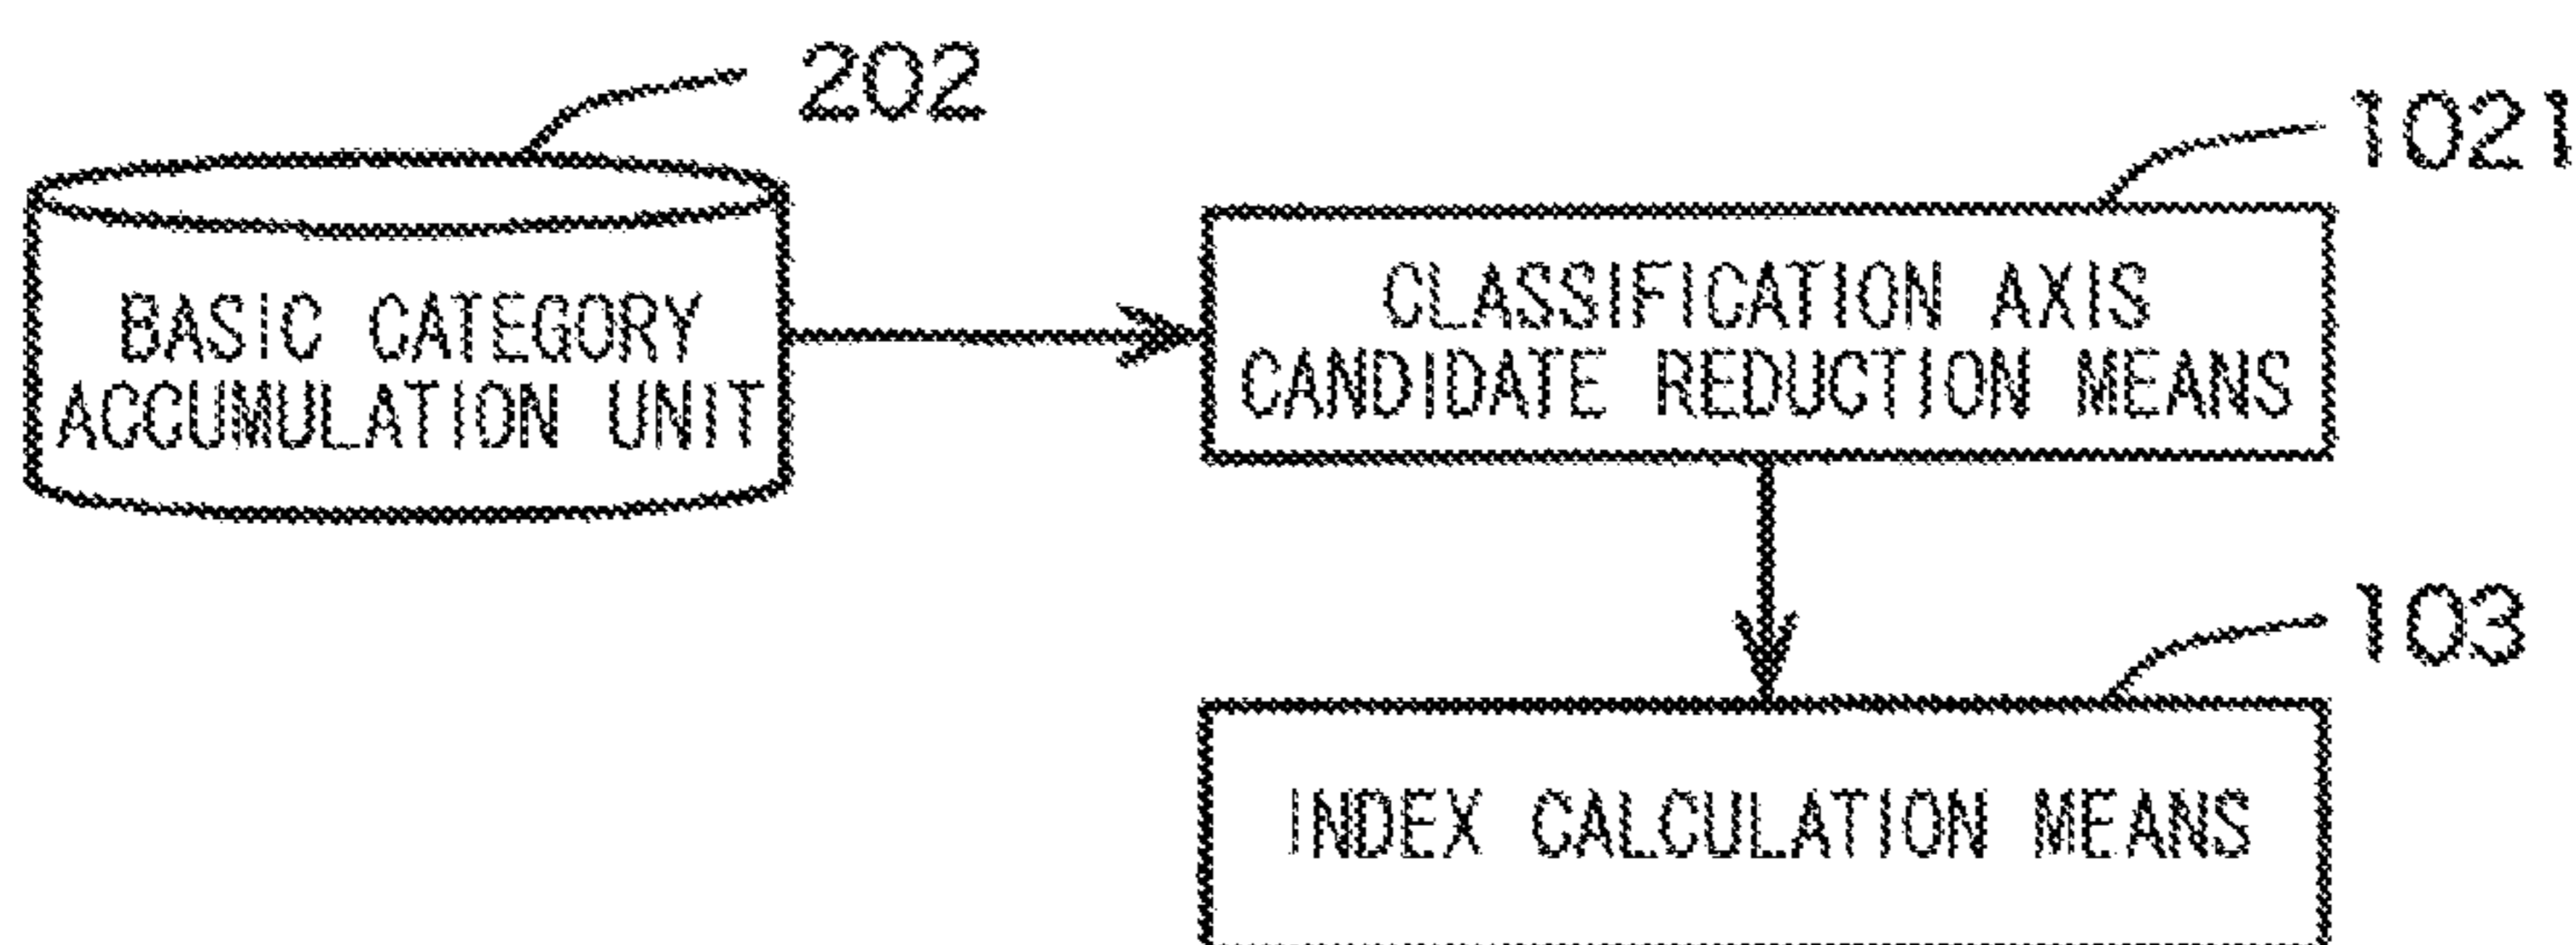 202
1021
BASIC CATEGORY
ACCUMULATION UNIT
CLASSIFICATION AXIS
CANDIDATE REDUCTION MEANS
103
INDEX CALCULATION MEANS